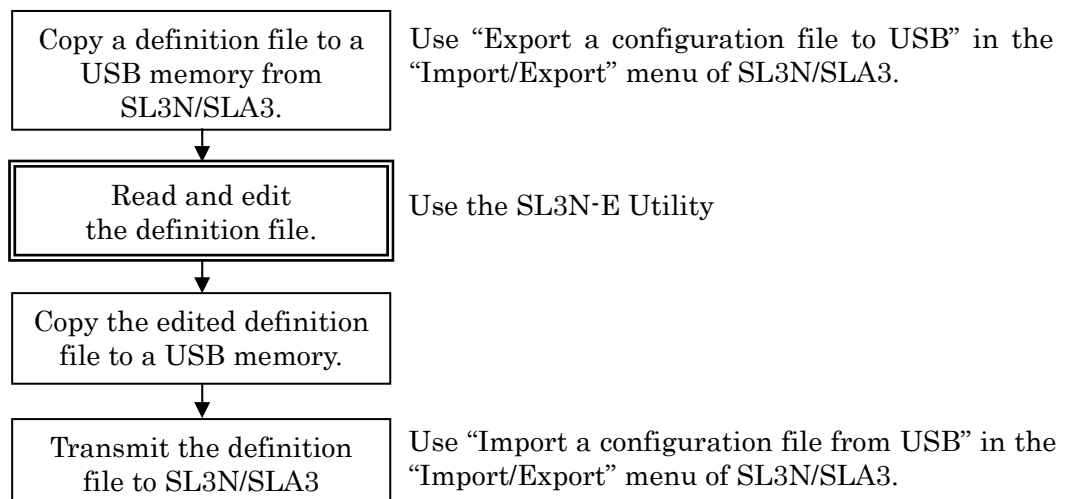 Copy a definition file to a
USB memory from
SL3N/SLA3.
Use “Export a configuration file to USB” in the
“Import/Export” menu of SL3N/SLA3.
Read and edit
the definition file.
Use the SL3N-E Utility
Copy the edited definition
file to a USB memory.
Transmit the definition
file to SL3N/SLA3
Use “Import a configuration file from USB” in the
“Import/Export” menu of SL3N/SLA3.